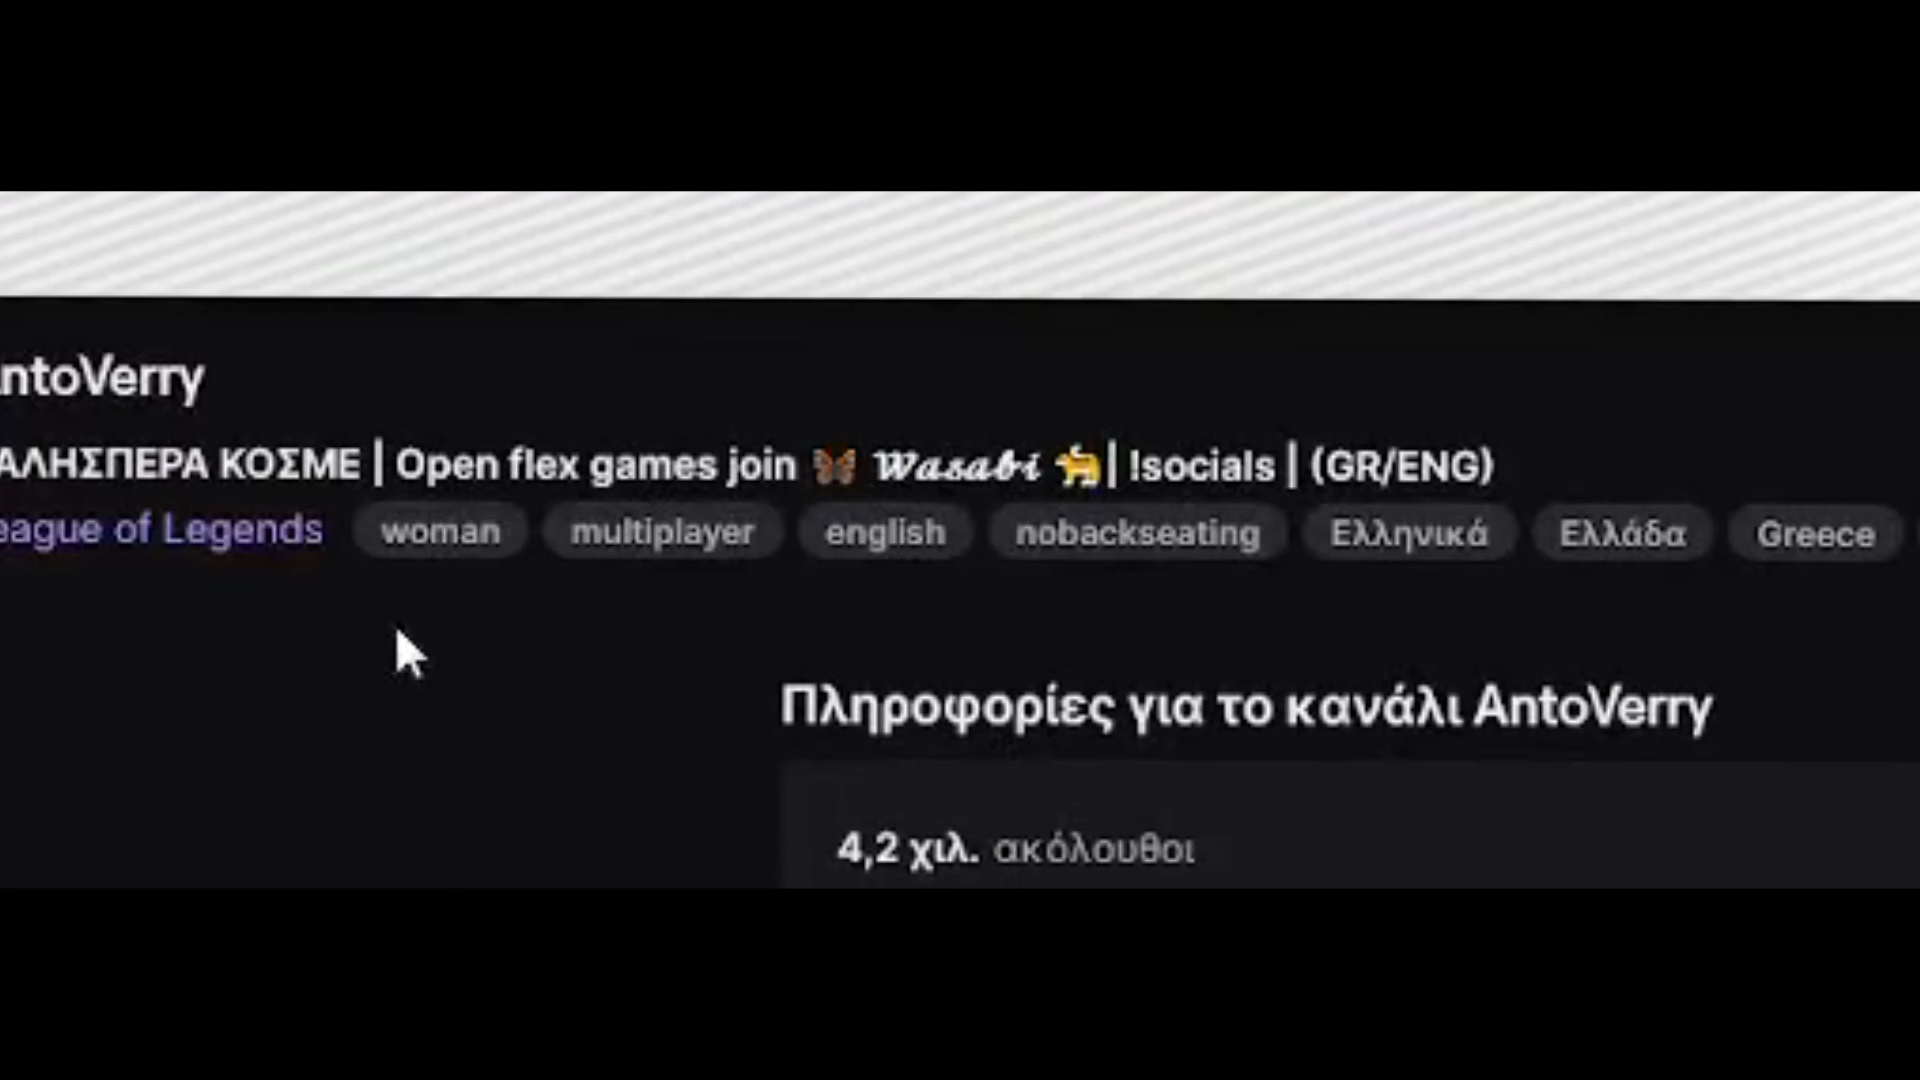 ntoVerry
ΑΛΗΣΠΕΡΑ ΚΟΣΜΕ | Open flex games join 🦋 𝓦𝓪𝓼𝓪𝓫𝓲 🐆| !socials | (GR/ENG)
eague of Legends woman multiplayer english nobackseating Ελληνικά Ελλάδα Greece
Πληροφορίες για το κανάλι AntoVerry
4,2 χιλ. ακόλουθοι